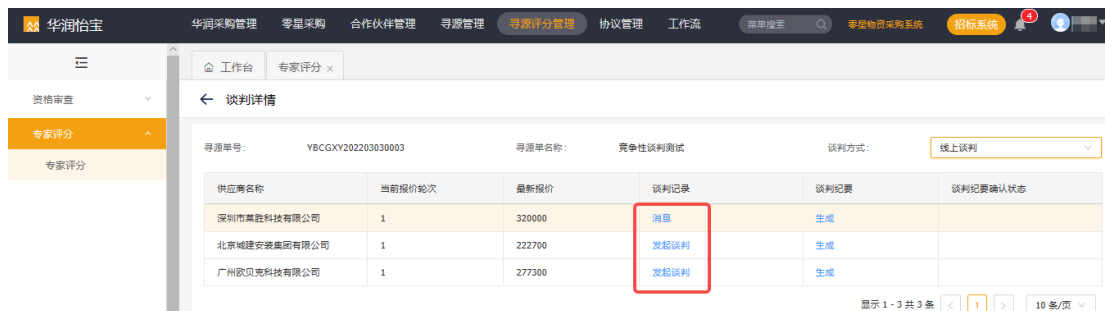 华润怡宝 华润采购管理 零星采购 合作伙伴管理 寻源管理 寻源评分管理 协议管理 工作流 菜单搜索 零星物资采购系统 招标系统 4
工作台 专家评分 ×
资格审查
← 谈判详情
专家评分
专家评分
寻源单号: YBCGXY202203030003 寻源单名称: 竞争性谈判测试 谈判方式: 线上谈判
供应商名称 当前报价轮次 最新报价 谈判记录 谈判纪要 谈判纪要确认状态
深圳市莱胜科技有限公司 1 320000 消息 生成
北京城建安装集团有限公司 1 222700 发起谈判 生成
广州欧贝克科技有限公司 1 277300 发起谈判 生成
显示 1 - 3 共 3 条 < 1 > 10 条/页